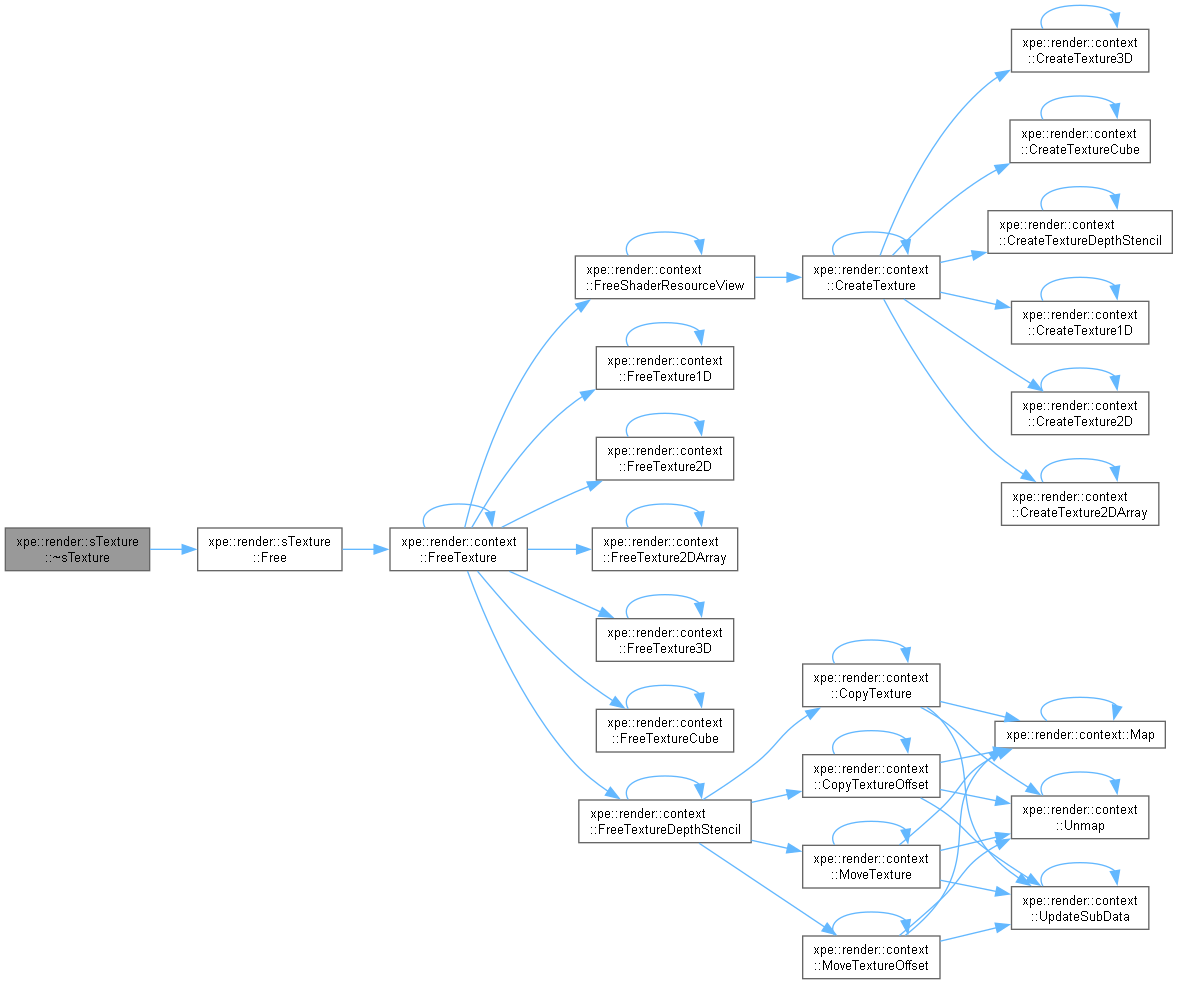 xpe::render::sTexture
::~sTexture
xpe::render::sTexture
::Free
xpe::render::context
::FreeTexture
xpe::render::context
::FreeShaderResourceView
xpe::render::context
::FreeTexture1D
xpe::render::context
::FreeTexture2D
xpe::render::context
::FreeTexture2DArray
xpe::render::context
::FreeTexture3D
xpe::render::context
::FreeTextureCube
xpe::render::context
::FreeTextureDepthStencil
xpe::render::context
::CreateTexture
xpe::render::context
::CopyTexture
xpe::render::context
::CopyTextureOffset
xpe::render::context
::MoveTexture
xpe::render::context
::MoveTextureOffset
xpe::render::context
::CreateTexture3D
xpe::render::context
::CreateTextureCube
xpe::render::context
::CreateTextureDepthStencil
xpe::render::context
::CreateTexture1D
xpe::render::context
::CreateTexture2D
xpe::render::context
::CreateTexture2DArray
xpe::render::context::Map
xpe::render::context
::Unmap
xpe::render::context
::UpdateSubData